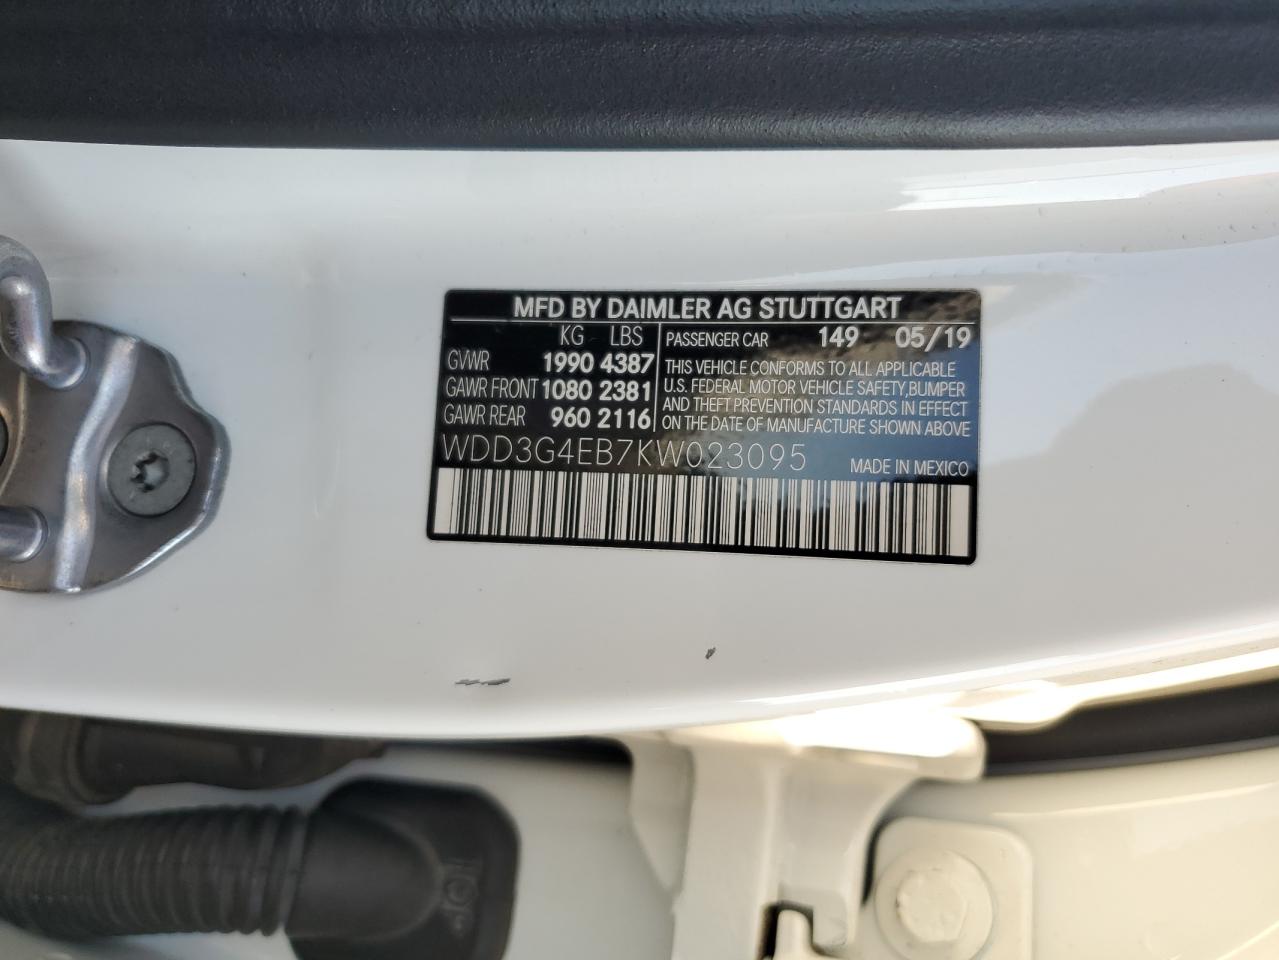 MFD BY DAIMLER AG STUTTGART
KG LBS
GVWR 1990 4387
GAWR FRONT 1080 2381
GAWR REAR 960 2116
PASSENGER CAR 149 05/19
THIS VEHICLE CONFORMS TO ALL APPLICABLE
U.S. FEDERAL MOTOR VEHICLE SAFETY,BUMPER
AND THEFT PREVENTION STANDARDS IN EFFECT
ON THE DATE OF MANUFACTURE SHOWN ABOVE
WDD3G4EB7KW023095 MADE IN MEXICO